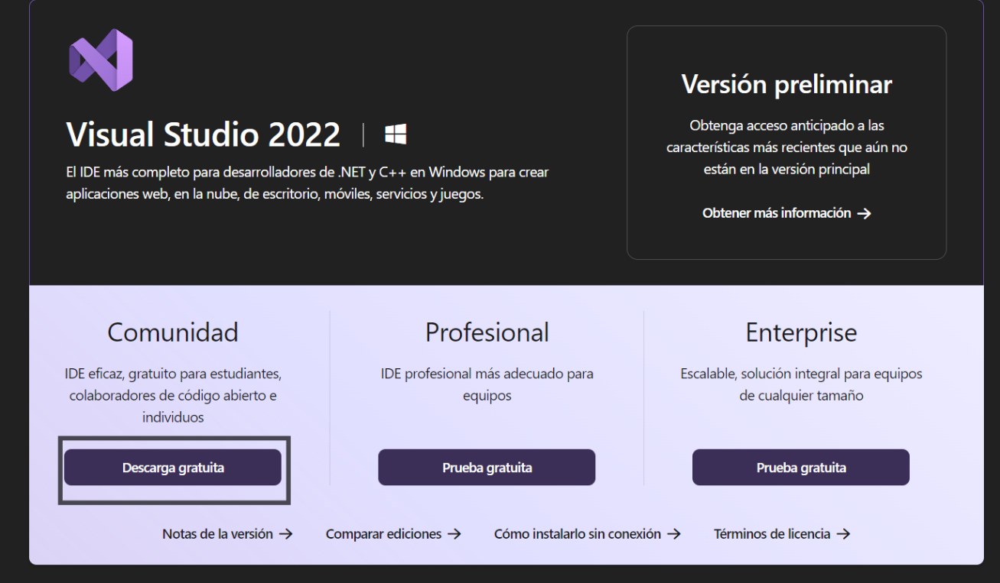 Visual Studio 2022
El IDE más completo para desarrolladores de .NET y C++ en Windows para crear
aplicaciones web, en la nube, de escritorio, móviles, servicios y juegos.
Versión preliminar
Obtenga acceso anticipado a las
características más recientes que aún no
están en la versión principal
Obtener más información →
Comunidad
IDE eficaz, gratuito para estudiantes,
colaboradores de código abierto e
individuos
Descarga gratuita
Profesional
IDE profesional más adecuado para
equipos
Prueba gratuita
Enterprise
Escalable, solución integral para equipos
de cualquier tamaño
Prueba gratuita
Notas de la versión →
Comparar ediciones →
Cómo instalarlo sin conexión →
Términos de licencia →